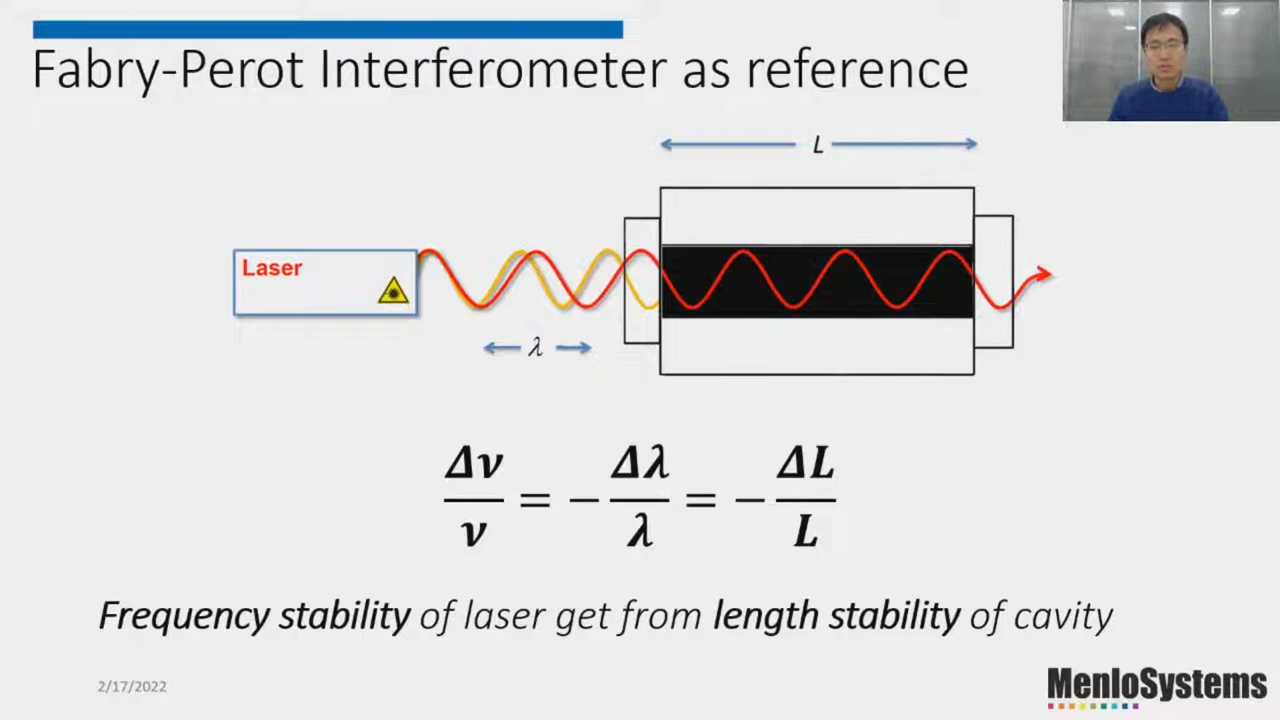 Fabry-Perot Interferometer as reference
L
Laser
λ
Δν/ν = −Δλ/λ = −ΔL/L
Frequency stability of laser get from length stability of cavity
2/17/2022
MenloSystems